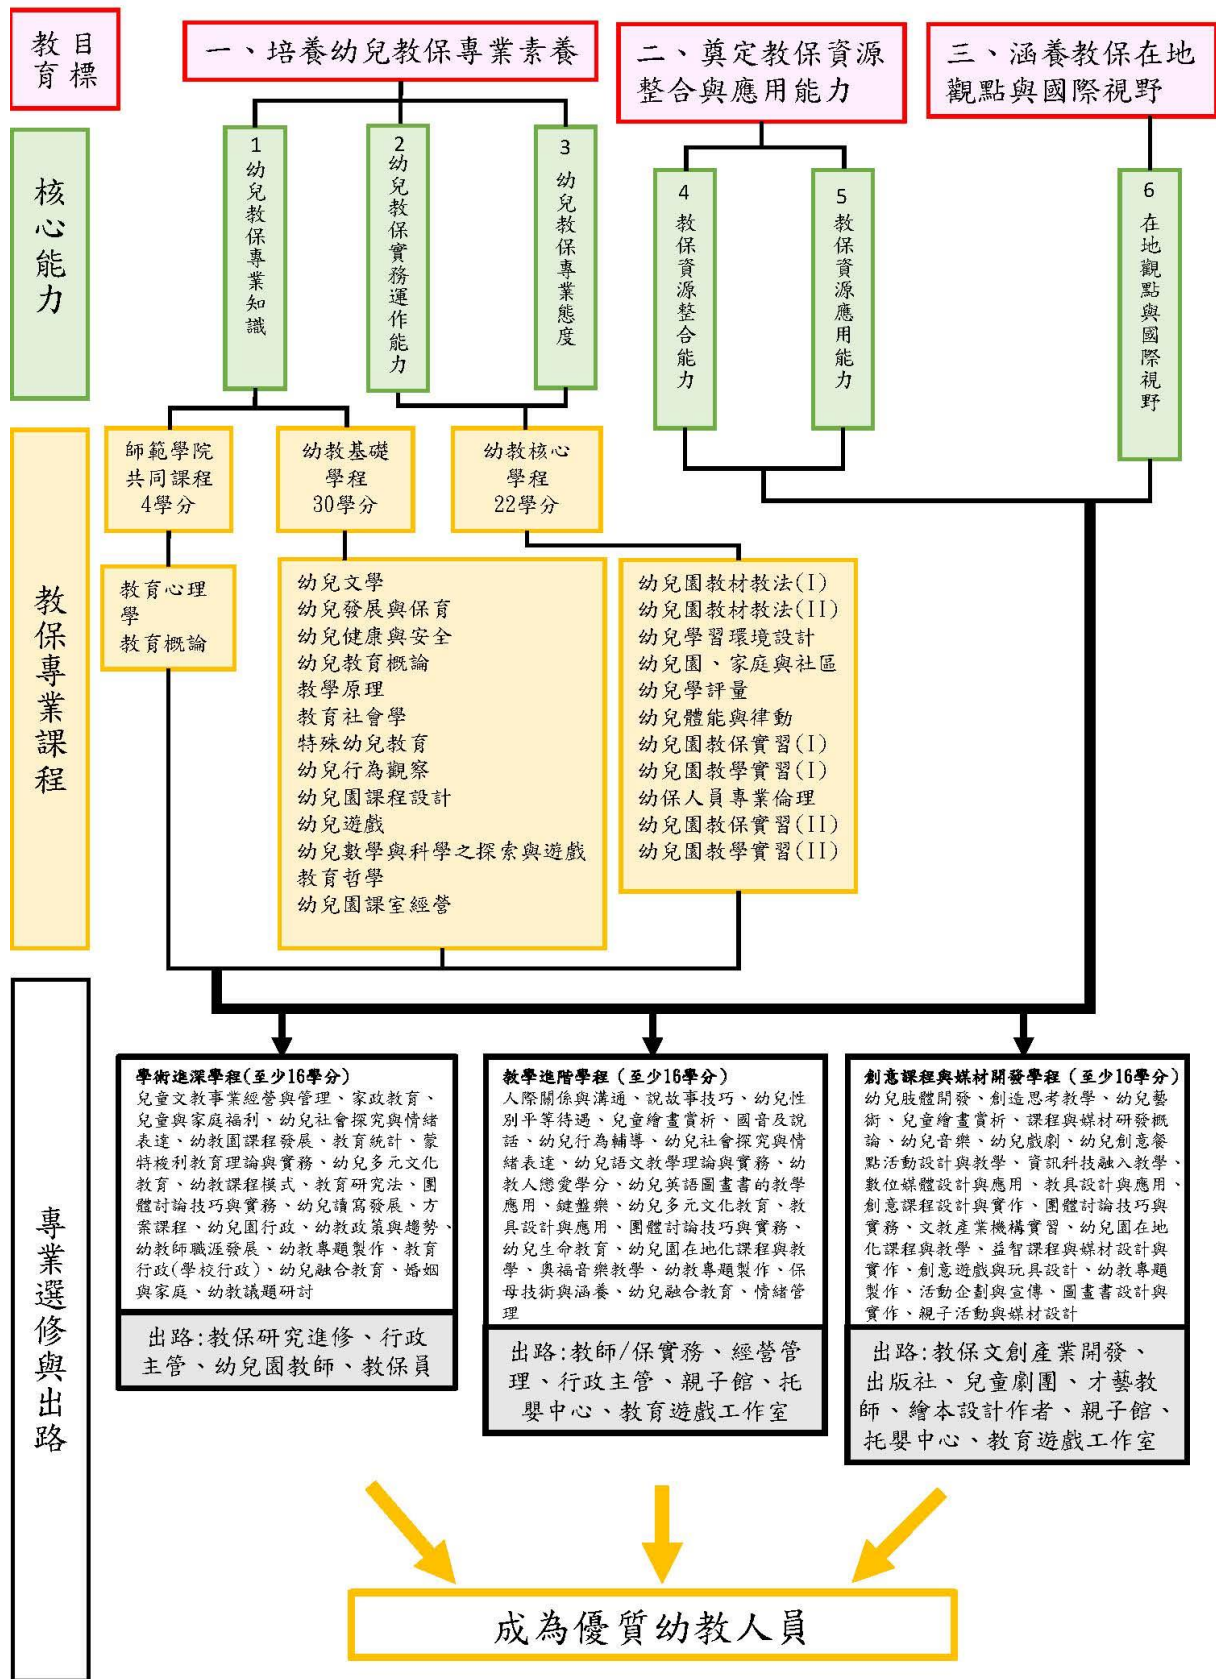 教育
目標
一、培養幼兒教保專業素養
二、奠定教保資源
整合與應用能力
三、涵養教保在地
觀點與國際視野
核心能力
1 幼兒教保專業知識
2 幼兒教保實務運作能力
3 幼兒教保專業態度
4 教保資源整合能力
5 教保資源應用能力
6 在地觀點與國際視野
教保專業課程
師範學院
共同課程
4學分
幼教基礎
學程
30學分
幼教核心
學程
22學分
教育心理
學
教育概論
幼兒文學
幼兒發展與保育
幼兒健康與安全
幼兒教育概論
教學原理
教育社會學
特殊幼兒教育
幼兒行為觀察
幼兒園課程設計
幼兒遊戲
幼兒數學與科學之探索與遊戲
教育哲學
幼兒園課室經營
幼兒園教材教法(I)
幼兒園教材教法(II)
幼兒學習環境設計
幼兒園、家庭與社區
幼兒學評量
幼兒體能與律動
幼兒園教保實習(I)
幼兒園教學實習(I)
幼保人員專業倫理
幼兒園教保實習(II)
幼兒園教學實習(II)
專業選修與出路
學術進深學程(至少16學分)
兒童文教事業經營與管理、家政教育、
兒童與家庭福利、幼兒社會探究與情緒
表達、幼教園課程發展、教育統計、蒙
特梭利教育理論與實務、幼兒多元文化
教育、幼教課程模式、教育研究法、團
體討論技巧與實務、幼兒讀寫發展、方
案課程、幼兒園行政、幼教政策與趨勢、
幼教師職涯發展、幼教專題製作、教育
行政(學校行政)、幼兒融合教育、婚姻
與家庭、幼教議題研討
出路:教保研究進修、行政
主管、幼兒園教師、教保員
教學進階學程（至少16學分）
人際關係與溝通、說故事技巧、幼兒性
別平等待遇、兒童繪畫賞析、國音及說
話、幼兒行為輔導、幼兒社會探究與情
緒表達、幼兒語文教學理論與實務、幼
教人戀愛學分、幼兒英語圖畫書的教學
應用、鍵盤樂、幼兒多元文化教育、教
具設計與應用、團體討論技巧與實務、
幼兒生命教育、幼兒園在地化課程與教
學、奧福音樂教學、幼教專題製作、保
母技術與涵養、幼兒融合教育、情緒管
理
出路:教師/保實務、經營管
理、行政主管、親子館、托
嬰中心、教育遊戲工作室
創意課程與媒材開發學程（至少16學分）
幼兒肢體開發、創造思考教學、幼兒藝
術、兒童繪畫賞析、課程與媒材研發概
論、幼兒音樂、幼兒戲劇、幼兒創意餐
點活動設計與教學、資訊科技融入教學、
數位媒體設計與應用、教具設計與應用、
創意課程設計與實作、團體討論技巧與
實務、文教產業機構實習、幼兒園在地
化課程與教學、益智課程與媒材設計與
實作、創意遊戲與玩具設計、幼教專題
製作、活動企劃與宣傳、圖畫書設計與
實作、親子活動與媒材設計
出路:教保文創產業開發、
出版社、兒童劇團、才藝教
師、繪本設計作者、親子館、
托嬰中心、教育遊戲工作室
成為優質幼教人員